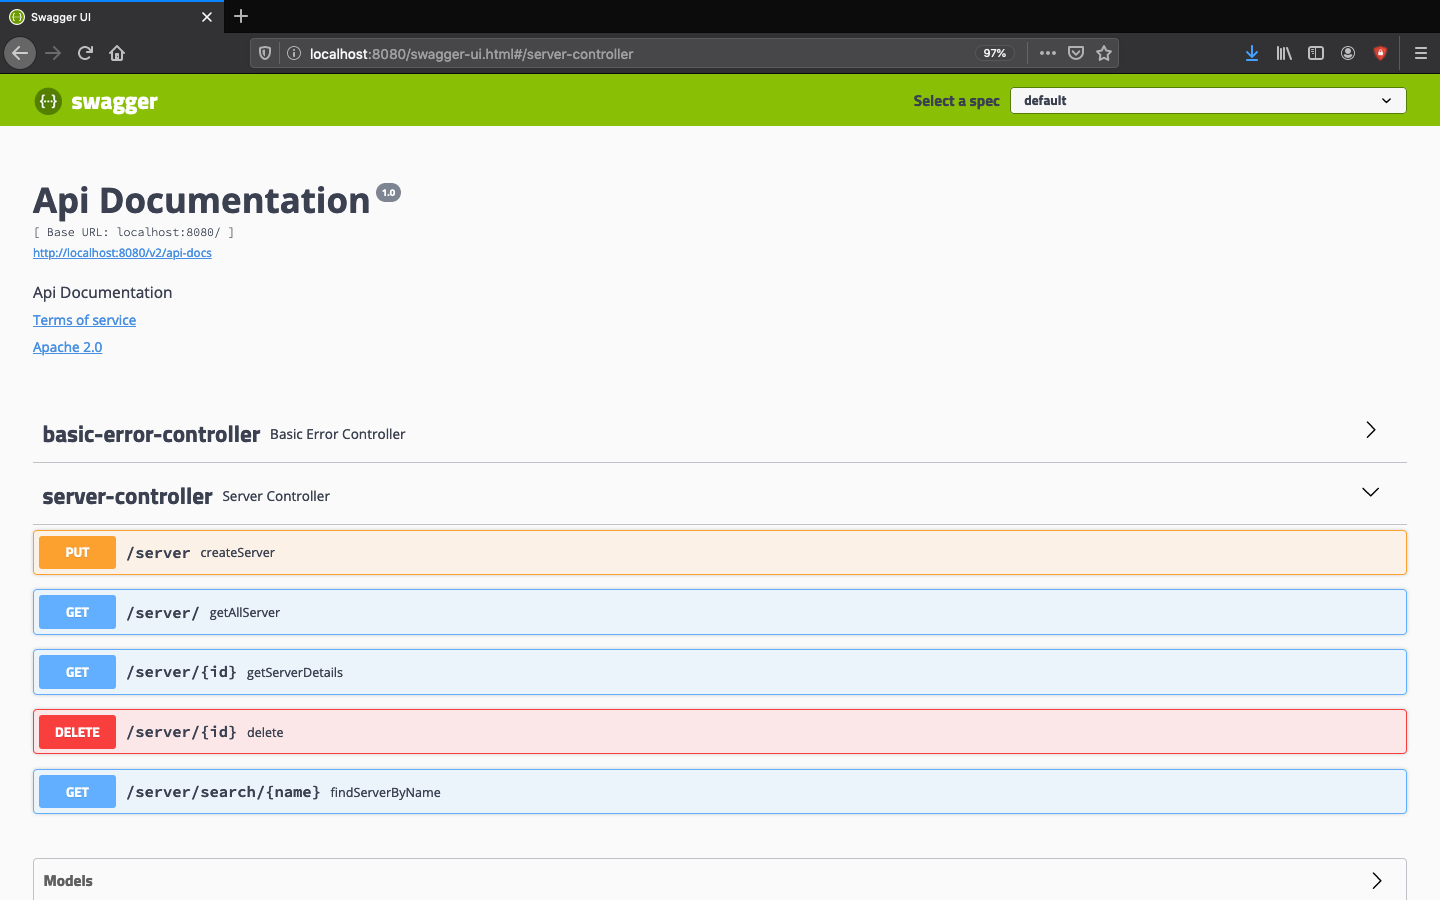 Swagger UI
localhost:8080/swagger-ui.html#/server-controller 97%
{··} swagger Select a spec default
Api Documentation 1.0
[ Base URL: localhost:8080/ ]
http://localhost:8080/v2/api-docs
Api Documentation
Terms of service
Apache 2.0
basic-error-controller Basic Error Controller
server-controller Server Controller
PUT /server createServer
GET /server/ getAllServer
GET /server/{id} getServerDetails
DELETE /server/{id} delete
GET /server/search/{name} findServerByName
Models